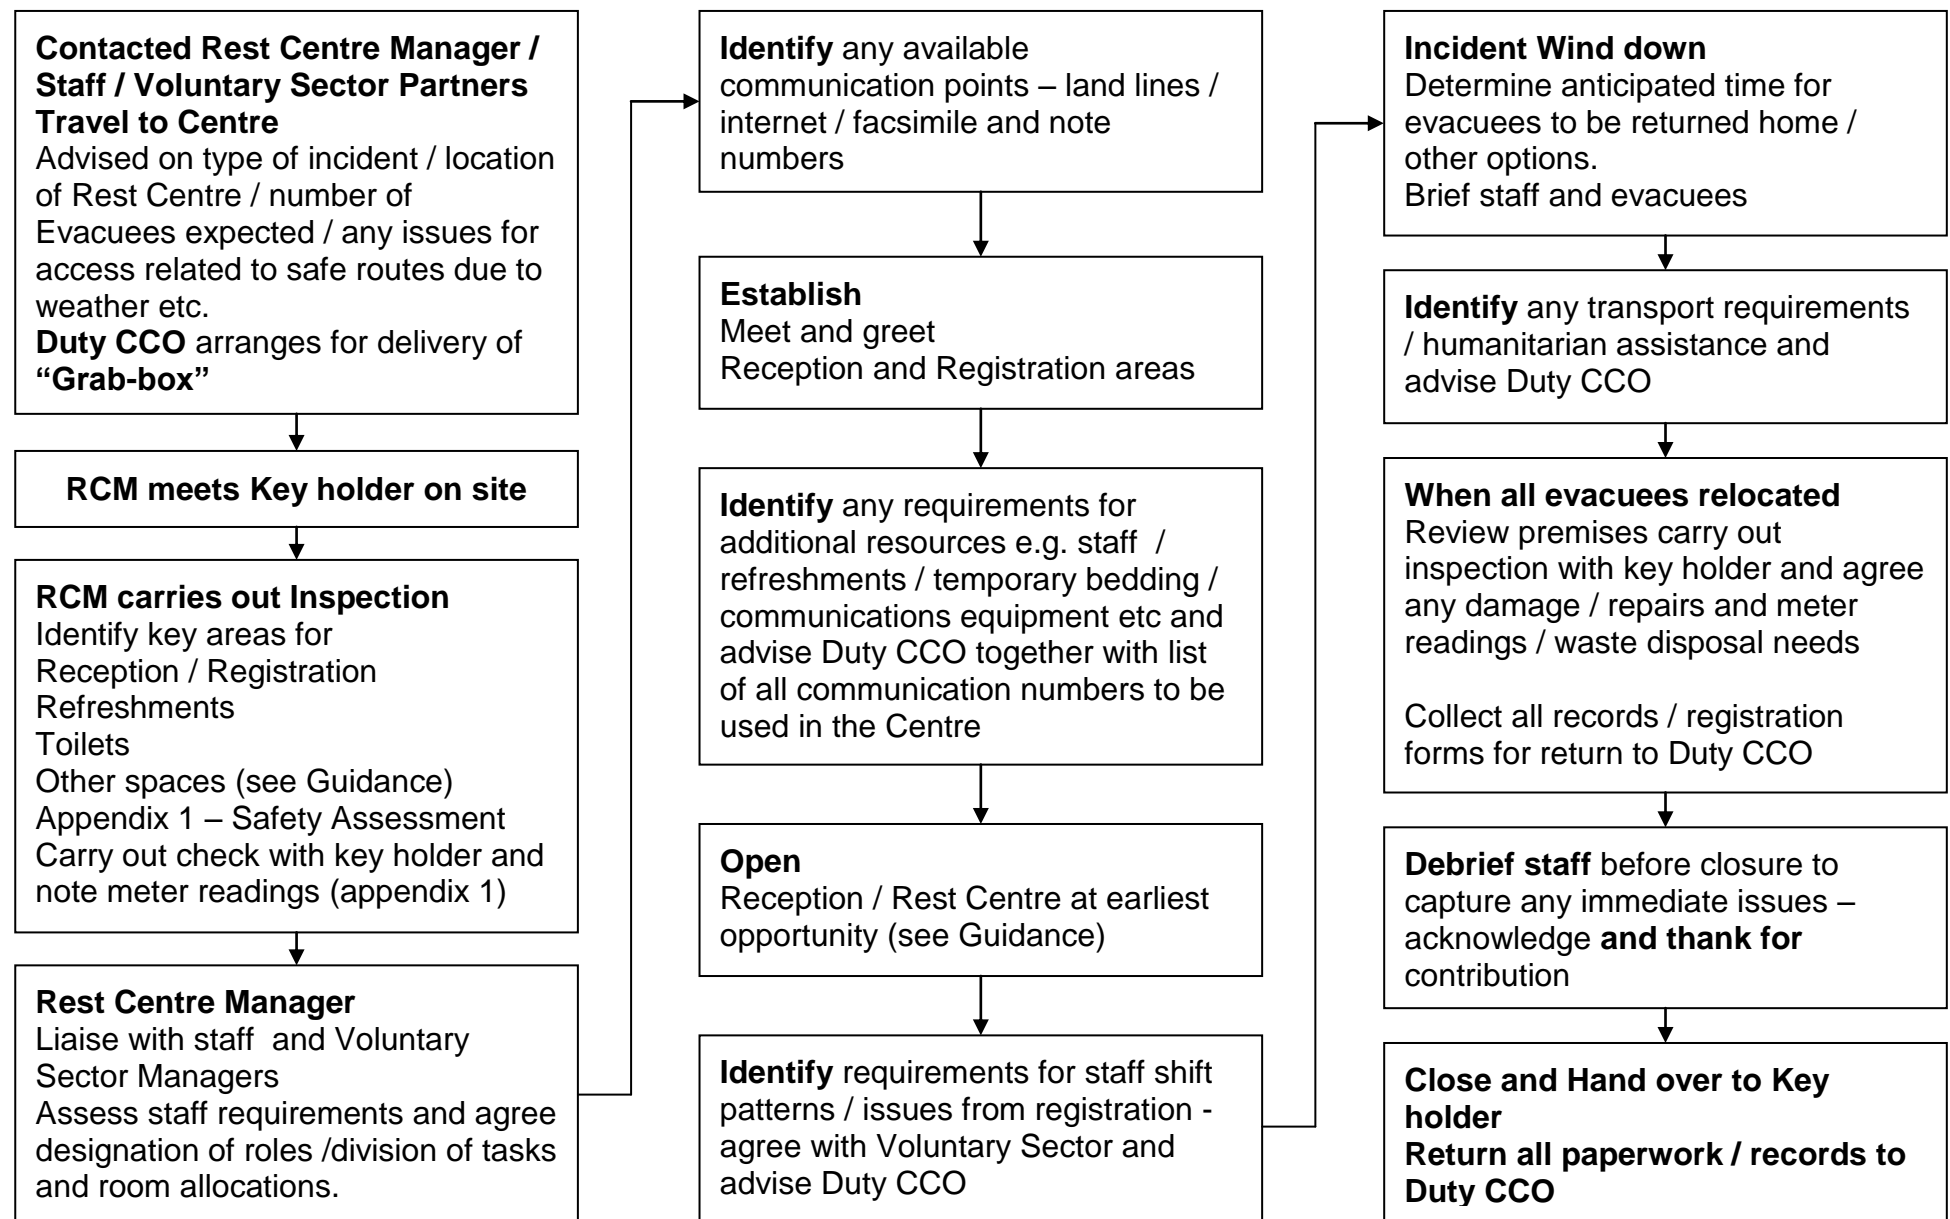 Contacted Rest Centre Manager /
Staff / Voluntary Sector Partners
Travel to Centre
Advised on type of incident / location
of Rest Centre / number of
Evacuees expected / any issues for
access related to safe routes due to
weather etc.
Duty CCO arranges for delivery of
“Grab-box”
RCM meets Key holder on site
RCM carries out Inspection
Identify key areas for
Reception / Registration
Refreshments
Toilets
Other spaces (see Guidance)
Appendix 1 – Safety Assessment
Carry out check with key holder and
note meter readings (appendix 1)
Rest Centre Manager
Liaise with staff  and Voluntary
Sector Managers
Assess staff requirements and agree
designation of roles /division of tasks
and room allocations.
Identify any available
communication points – land lines /
internet / facsimile and note
numbers
Establish
Meet and greet
Reception and Registration areas
Identify any requirements for
additional resources e.g. staff  /
refreshments / temporary bedding /
communications equipment etc and
advise Duty CCO together with list
of all communication numbers to be
used in the Centre
Open
Reception / Rest Centre at earliest
opportunity (see Guidance)
Identify requirements for staff shift
patterns / issues from registration -
agree with Voluntary Sector and
advise Duty CCO
Incident Wind down
Determine anticipated time for
evacuees to be returned home /
other options.
Brief staff and evacuees
Identify any transport requirements
/ humanitarian assistance and
advise Duty CCO
When all evacuees relocated
Review premises carry out
inspection with key holder and agree
any damage / repairs and meter
readings / waste disposal needs
Collect all records / registration
forms for return to Duty CCO
Debrief staff before closure to
capture any immediate issues –
acknowledge and thank for
contribution
Close and Hand over to Key
holder
Return all paperwork / records to
Duty CCO